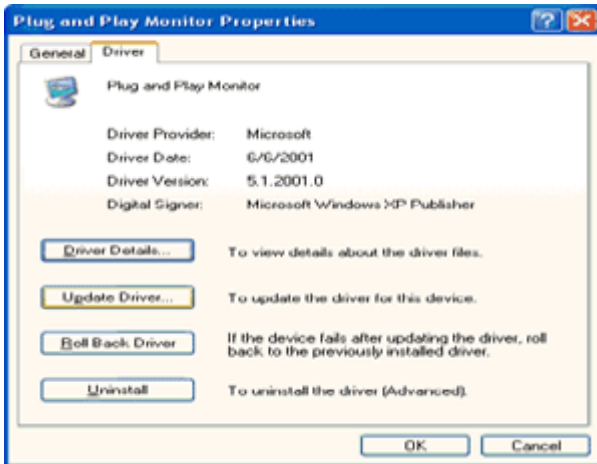 Plug and Play Monitor Properties
General Driver
Plug and Play Monitor
Driver Provider: Microsoft
Driver Date: 6/6/2001
Driver Version: 5.1.2001.0
Digital Signer: Microsoft Windows XP Publisher
Driver Details... To view details about the driver files.
Update Driver... To update the driver for this device.
Roll Back Driver If the device fails after updating the driver, roll
back to the previously installed driver.
Uninstall To uninstall the driver (Advanced).
OK Cancel